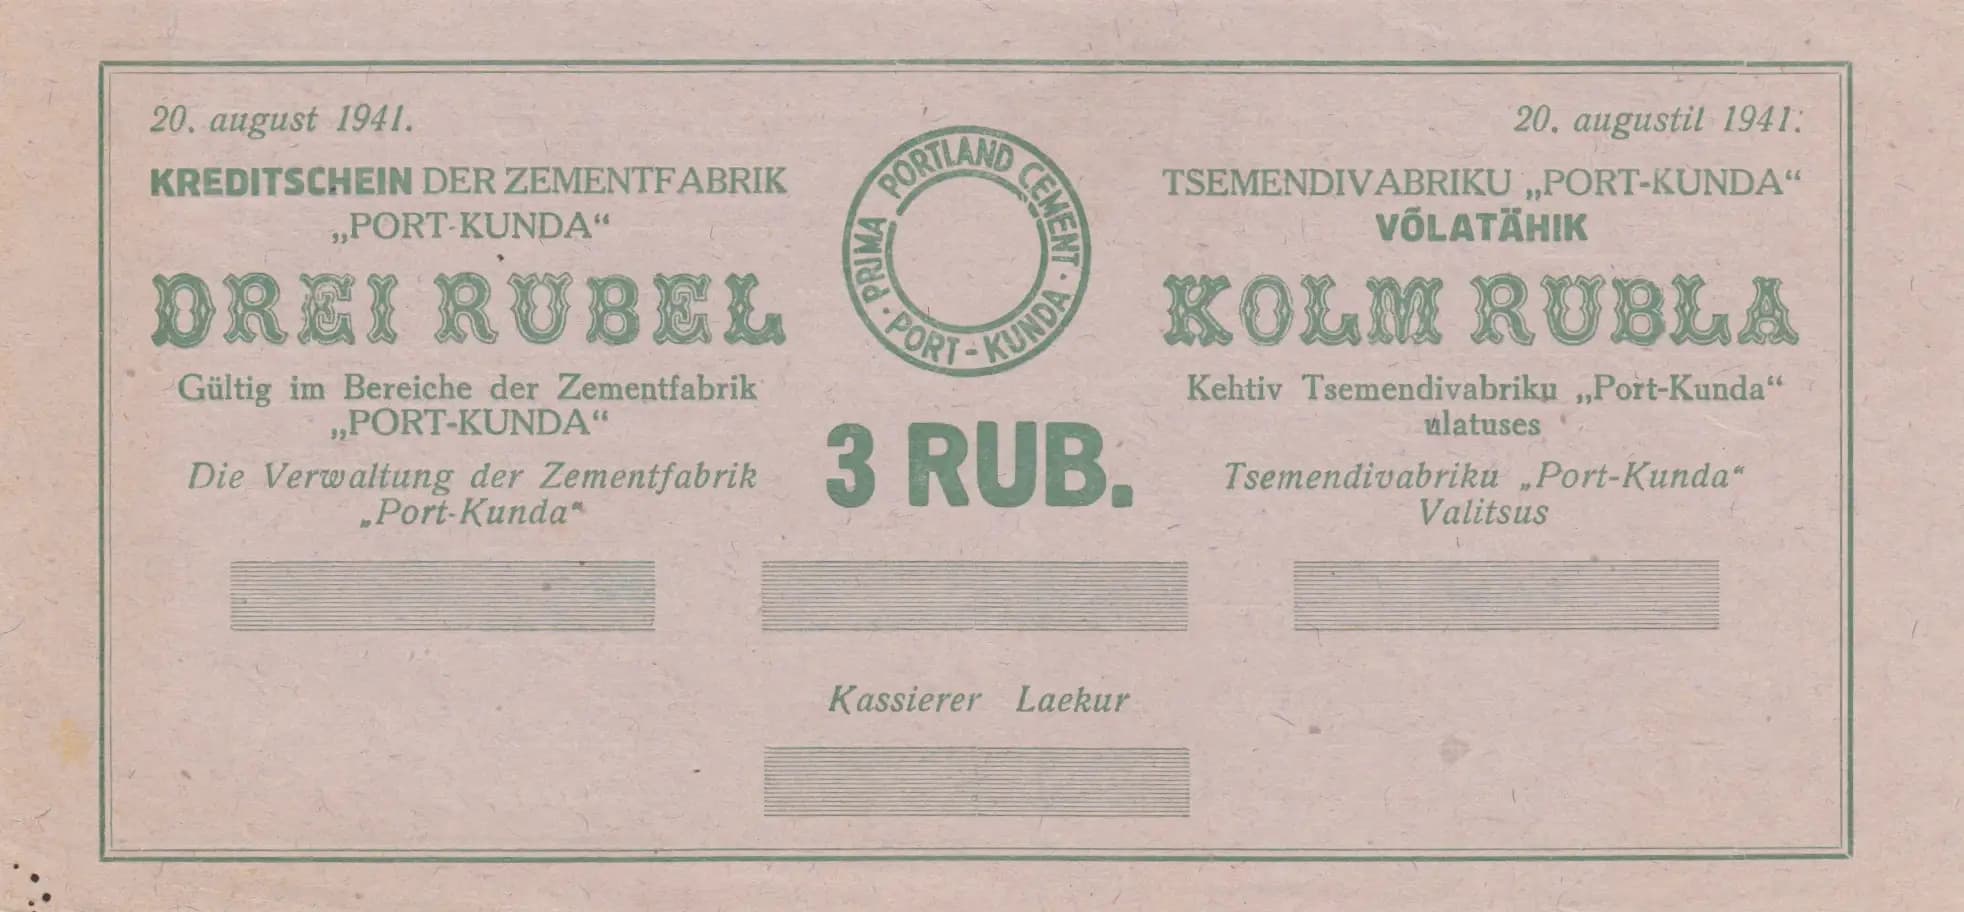 20. august 1941.
KREDITSCHEIN DER ZEMENTFABRIK
„PORT-KUNDA“
DREI RUBEL
Gültig im Bereiche der Zementfabrik
„PORT-KUNDA“
Die Verwaltung der Zementfabrik
„Port-Kunda“
PRIMA PORTLAND CEMENT · PORT-KUNDA ·
3 RUB.
20. augustil 1941.
TSEMENDIVABRIKU „PORT-KUNDA“
VÕLATÄHIK
KOLM RUBLA
Kehtiv Tsemendivabriku „Port-Kunda“
ulatuses
Tsemendivabriku „Port-Kunda“
Valitsus
Kassierer Laekur